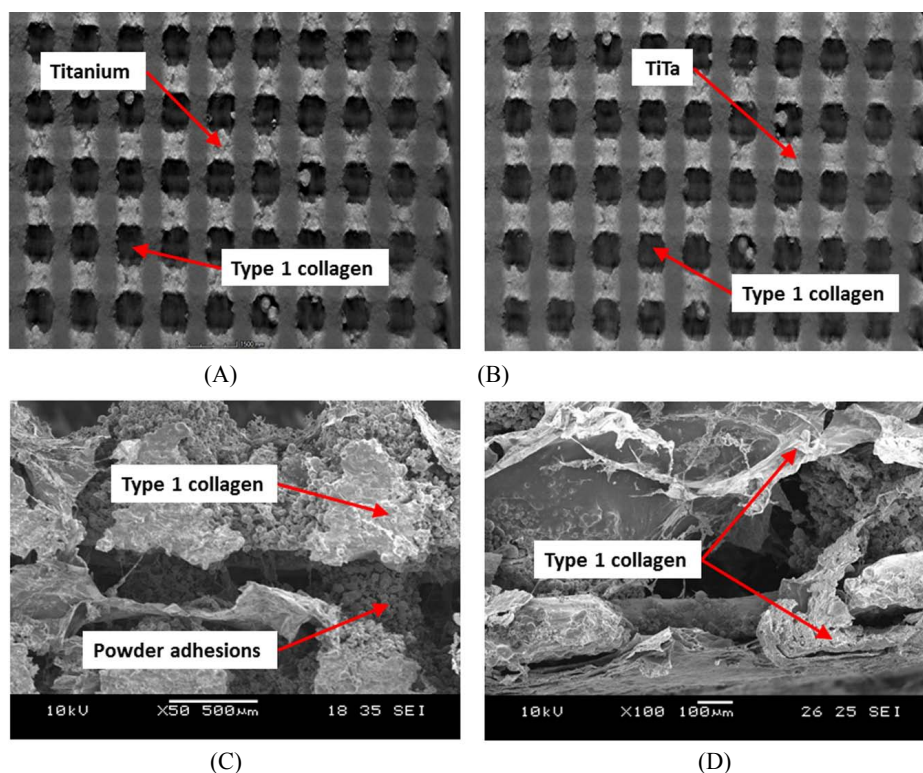 Titanium
Type 1 collagen
TiTa
Type 1 collagen
(A)
(B)
Type 1 collagen
Powder adhesions
10kV X50 500μm 18 35 SEI
Type 1 collagen
10kV X100 100μm 26 25 SEI
(C)
(D)